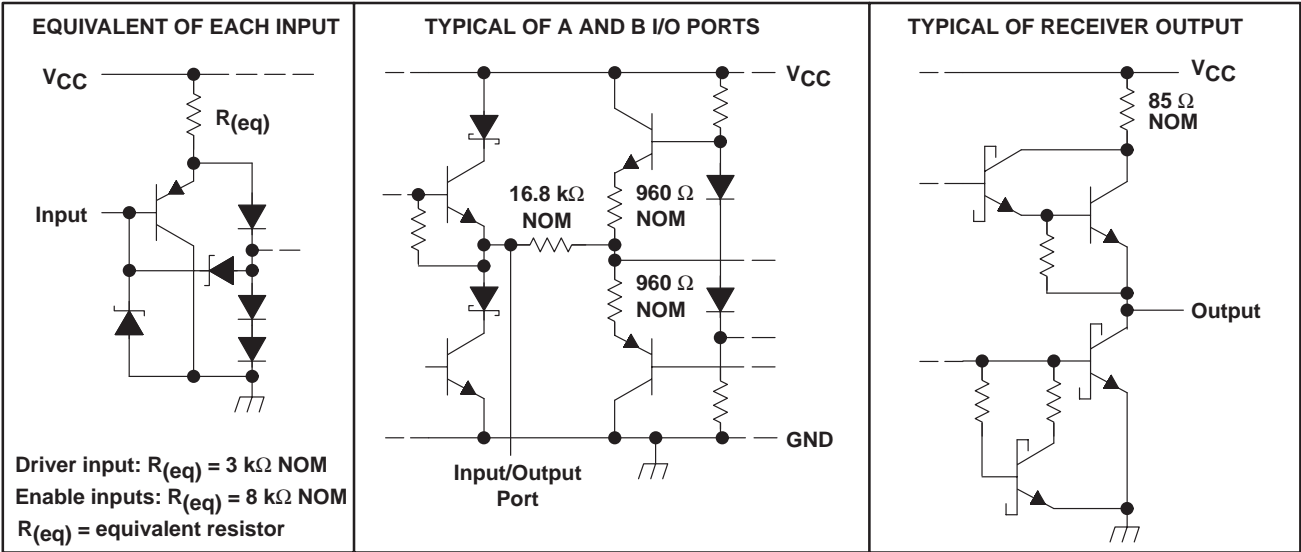 EQUIVALENT OF EACH INPUT
VCC
R(eq)
Input
Driver input: R(eq) = 3 kΩ NOM
Enable inputs: R(eq) = 8 kΩ NOM
R(eq) = equivalent resistor
TYPICAL OF A AND B I/O PORTS
VCC
16.8 kΩ
NOM
960 Ω
NOM
960 Ω
NOM
GND
Input/Output
Port
TYPICAL OF RECEIVER OUTPUT
VCC
85 Ω
NOM
Output